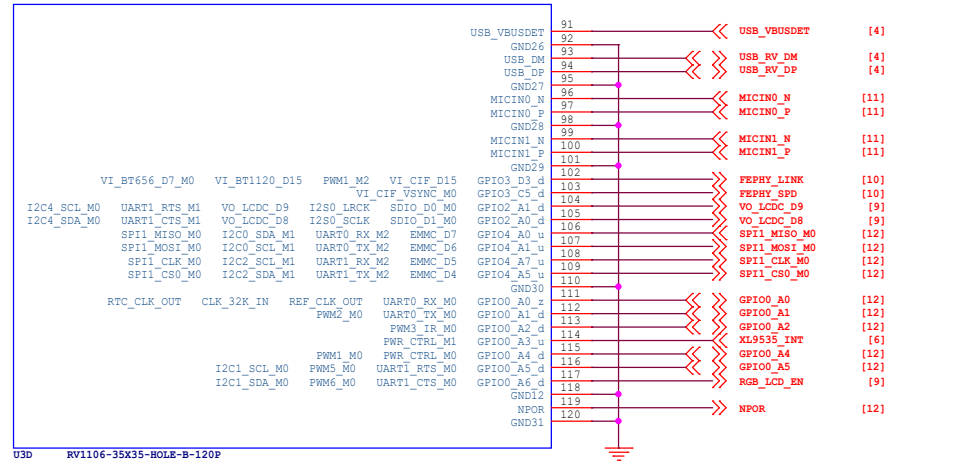 91
USB_VBUSDET USB_VBUSDET [4]
92
GND26
93
USB_DM USB_RV_DM [4]
94
USB_DP USB_RV_DP [4]
95
GND27
96
MICIN0_N MICIN0_N [11]
97
MICIN0_P MICIN0_P [11]
98
GND28
99
MICIN1_N MICIN1_N [11]
100
MICIN1_P MICIN1_P [11]
101
GND29
102
VI_BT656_D7_M0 VI_BT1120_D15 PWM1_M2 VI_CIF_D15 GPIO3_D3_d FEPHY_LINK [10]
103
VI_CIF_VSYNC_M0 GPIO3_C5_d FEPHY_SPD [10]
104
I2C4_SCL_M0 UART1_RTS_M1 VO_LCDC_D9 I2S0_LRCK SDIO_D0_M0 GPIO2_A1_d VO_LCDC_D9 [9]
105
I2C4_SDA_M0 UART1_CTS_M1 VO_LCDC_D8 I2S0_SCLK SDIO_D1_M0 GPIO2_A0_d VO_LCDC_D8 [9]
106
SPI1_MISO_M0 I2C0_SDA_M1 UART0_RX_M2 EMMC_D7 GPIO4_A0_u SPI1_MISO_M0 [12]
107
SPI1_MOSI_M0 I2C0_SCL_M1 UART0_TX_M2 EMMC_D6 GPIO4_A1_u SPI1_MOSI_M0 [12]
108
SPI1_CLK_M0 I2C2_SCL_M1 UART1_RX_M2 EMMC_D5 GPIO4_A7_u SPI1_CLK_M0 [12]
109
SPI1_CS0_M0 I2C2_SDA_M1 UART1_TX_M2 EMMC_D4 GPIO4_A5_u SPI1_CS0_M0 [12]
110
GND30
111
RTC_CLK_OUT CLK_32K_IN REF_CLK_OUT UART0_RX_M0 GPIO0_A0_z GPIO0_A0 [12]
112
PWM2_M0 UART0_TX_M0 GPIO0_A1_d GPIO0_A1 [12]
113
PWM3_IR_M0 GPIO0_A2_d GPIO0_A2 [12]
114
PWR_CTRL_M1 GPIO0_A3_u XL9535_INT [6]
115
PWM1_M0 PWR_CTRL_M0 GPIO0_A4_d GPIO0_A4 [12]
116
I2C1_SCL_M0 PWM5_M0 UART1_RTS_M0 GPIO0_A5_d GPIO0_A5 [12]
117
I2C1_SDA_M0 PWM6_M0 UART1_CTS_M0 GPIO0_A6_d RGB_LCD_EN [9]
118
GND12
119
NPOR NPOR [12]
120
GND31
U3D RV1106-35X35-HOLE-B-120P